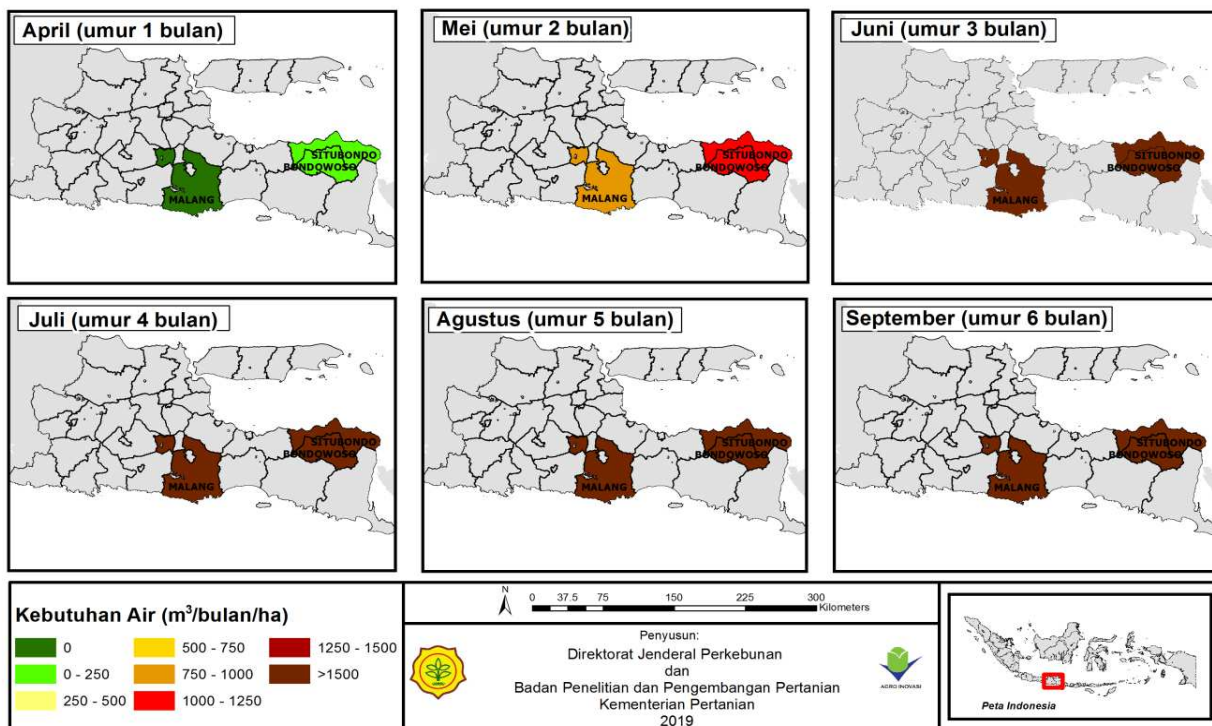 April (umur 1 bulan)
SITUBONDO
BONDOWOSO
MALANG
Mei (umur 2 bulan)
SITUBONDO
BONDOWOSO
MALANG
Juni (umur 3 bulan)
SITUBONDO
BONDOWOSO
MALANG
Juli (umur 4 bulan)
SITUBONDO
BONDOWOSO
MALANG
Agustus (umur 5 bulan)
SITUBONDO
BONDOWOSO
MALANG
September (umur 6 bulan)
SITUBONDO
BONDOWOSO
MALANG
Kebutuhan Air (m³/bulan/ha)
0
0 - 250
250 - 500
500 - 750
750 - 1000
1000 - 1250
1250 - 1500
>1500
N
0 37.5 75 150 225 300
Kilometers
Penyusun:
Direktorat Jenderal Perkebunan
dan
Badan Penelitian dan Pengembangan Pertanian
Kementerian Pertanian
2019
AGRO INOVASI
Peta Indonesia